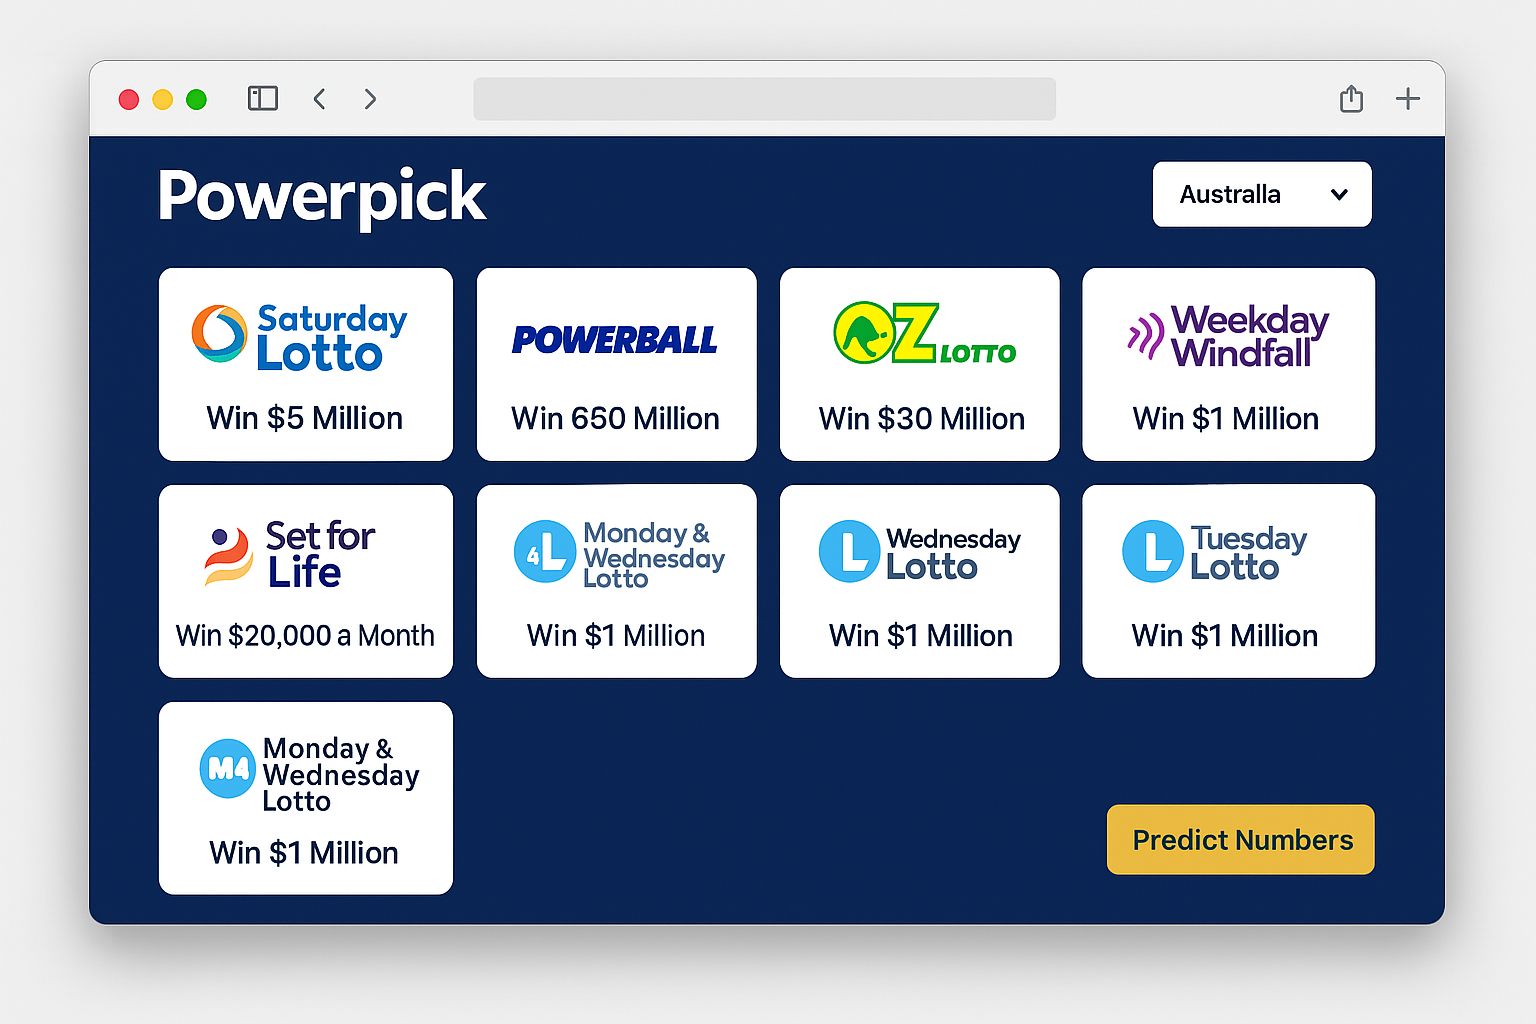 Powerpick
Australla
Saturday
Lotto
Win $5 Million
POWERBALL
Win 650 Million
OZ LOTTO
Win $30 Million
Weekday
Windfall
Win $1 Million
Set for
Life
Win $20,000 a Month
4L
Monday &
Wednesday
Lotto
Win $1 Million
L
Wednesday
Lotto
Win $1 Million
L
Tuesday
Lotto
Win $1 Million
M4
Monday &
Wednesday
Lotto
Win $1 Million
Predict Numbers